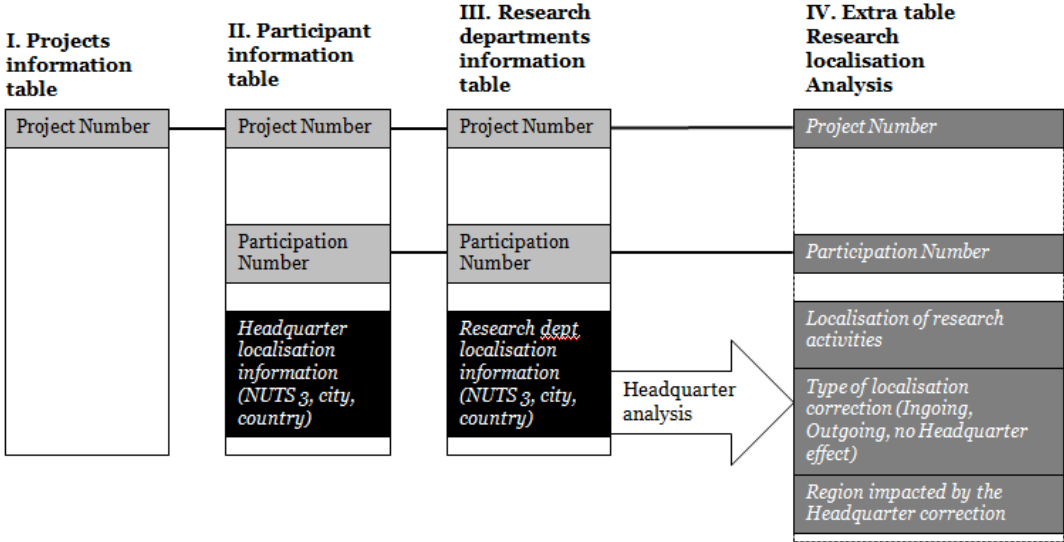 I. Projects
information
table
Project Number
II. Participant
information
table
Project Number
Participation
Number
Headquarter
localisation
information
(NUTS 3, city,
country)
III. Research
departments
information
table
Project Number
Participation
Number
Research dept
localisation
information
(NUTS 3, city,
country)
Headquarter
analysis
IV. Extra table
Research
localisation
Analysis
Project Number
Participation Number
Localisation of research
activities
Type of localisation
correction (Ingoing,
Outgoing, no Headquarter
effect)
Region impacted by the
Headquarter correction